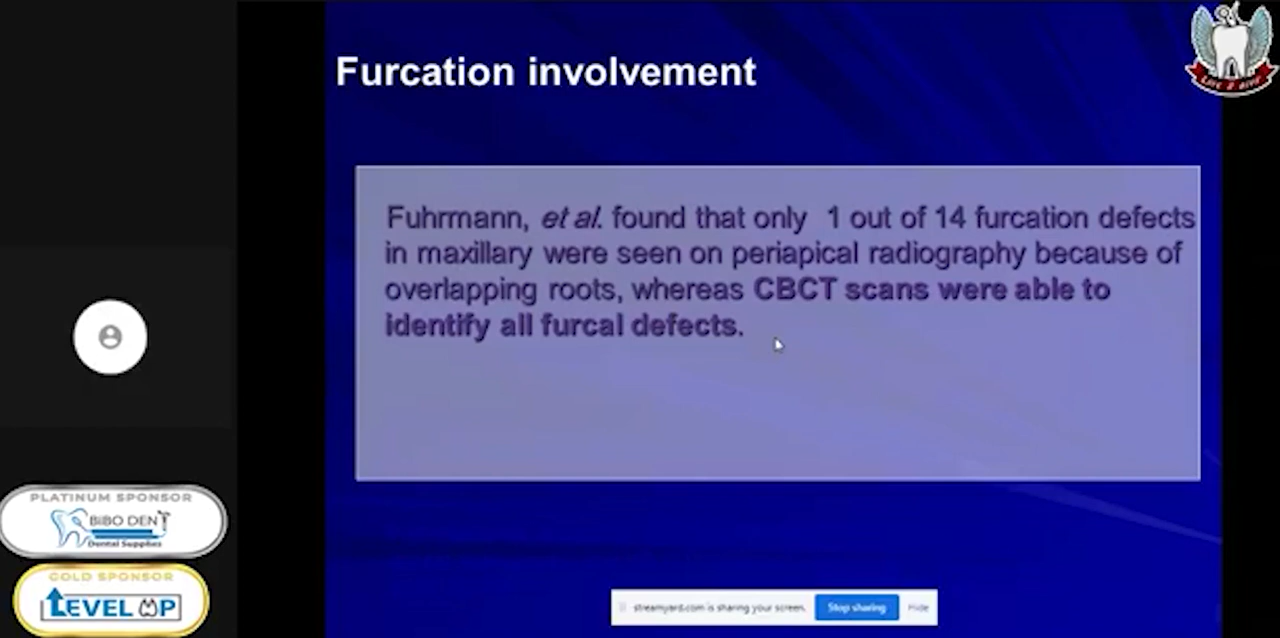 Furcation involvement
Fuhrmann, et al. found that only 1 out of 14 furcation defects
in maxillary were seen on periapical radiography because of
overlapping roots, whereas CBCT scans were able to
identify all furcal defects.
PLATINUM SPONSOR
BIBO DENT
Dental Supplies
GOLD SPONSOR
LEVEL UP
streamyard.com is sharing your screen.
Stop sharing
Hide